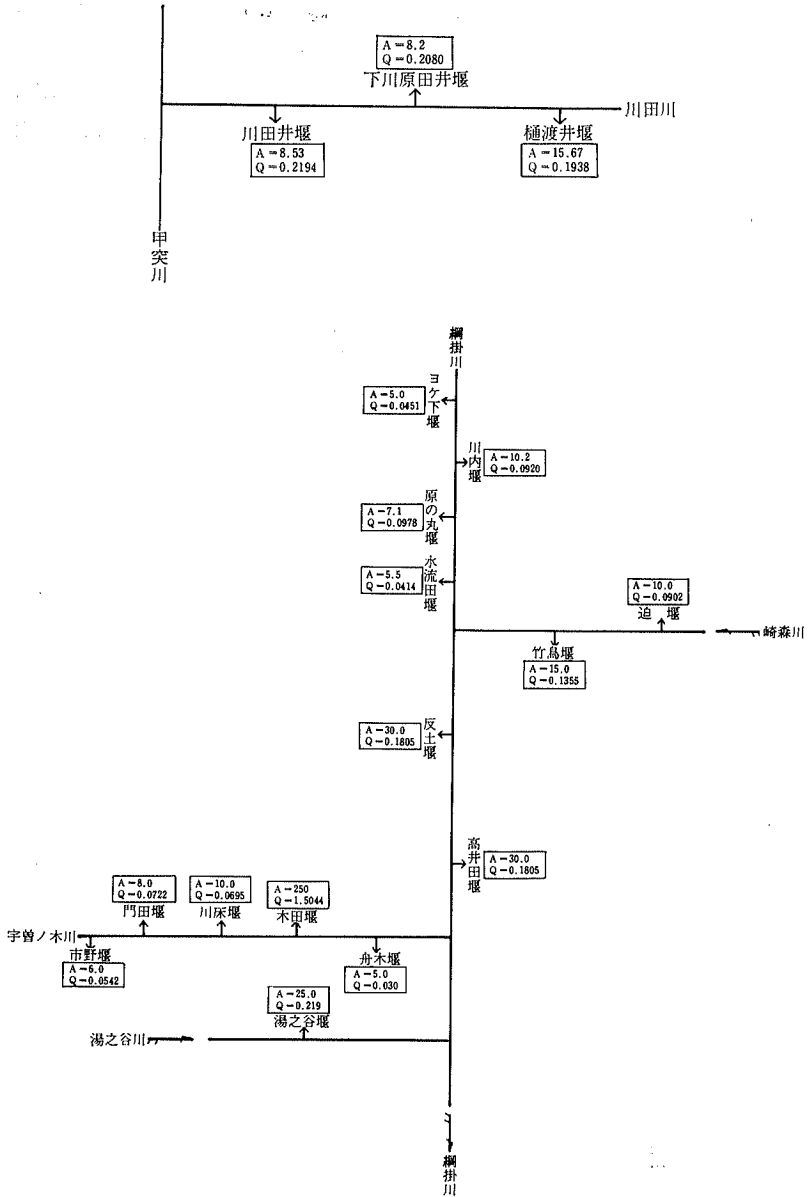 A=8.2
Q=0.2080
下川原田井堰
川田川
川田井堰
A=8.53
Q=0.2194
樋渡井堰
A=15.67
Q=0.1938
甲突川
綱掛川
ヨケ下堰
A=5.0
Q=0.0451
川内堰
A=10.2
Q=0.0920
原の丸堰
A=7.1
Q=0.0978
水流田堰
A=5.5
Q=0.0414
A=10.0
Q=0.0902
迫堰
崎森川
竹鳥堰
A=15.0
Q=0.1355
反土堰
A=30.0
Q=0.1805
高井田堰
A=30.0
Q=0.1805
A=8.0
Q=0.0722
門田堰
A=10.0
Q=0.0695
川床堰
A=250
Q=1.5044
木田堰
宇曽ノ木川
市野堰
A=6.0
Q=0.0542
舟木堰
A=5.0
Q=0.030
A=25.0
Q=0.219
湯之谷堰
湯之谷川
綱掛川